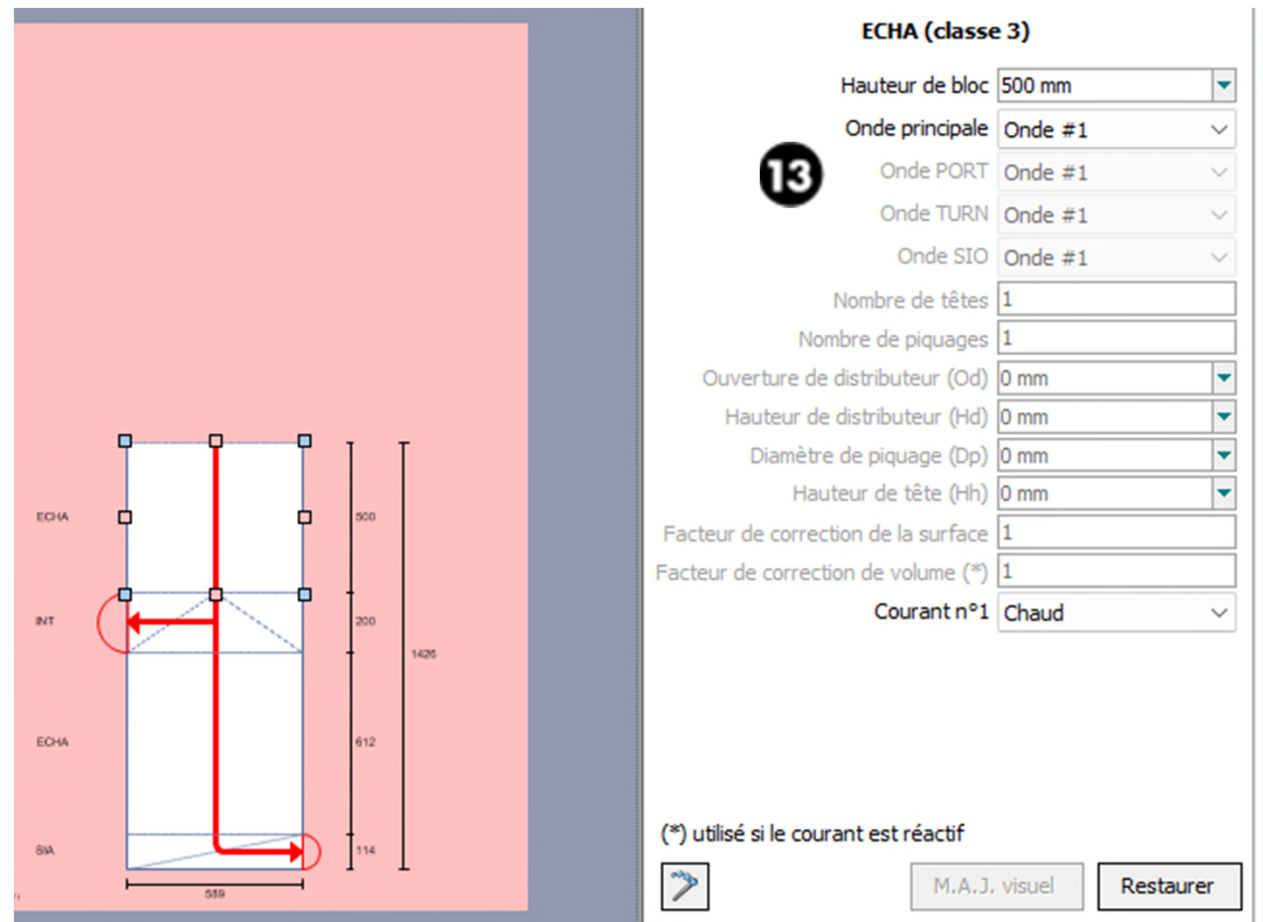 ECHA (classe 3)
Hauteur de bloc 500 mm
Onde principale Onde #1
13
Onde PORT Onde #1
Onde TURN Onde #1
Onde SIO Onde #1
Nombre de têtes 1
Nombre de piquages 1
Ouverture de distributeur (Od) 0 mm
Hauteur de distributeur (Hd) 0 mm
Diamètre de piquage (Dp) 0 mm
Hauteur de tête (Hh) 0 mm
Facteur de correction de la surface 1
Facteur de correction de volume (*) 1
Courant n°1 Chaud
ECHA 500
INT 200
1426
ECHA 612
SIA 114
559
(*) utilisé si le courant est réactif
M.A.J. visuel Restaurer